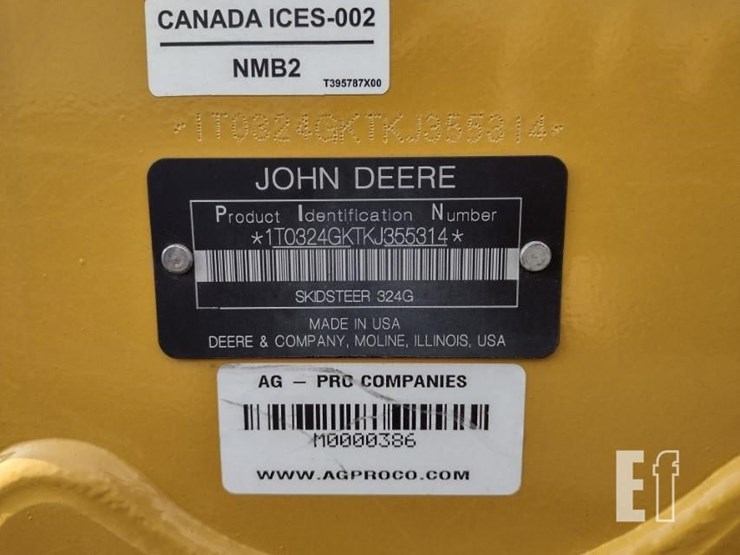 CANADA ICES-002
NMB2
T395787X00
*1T0324GKTKJ355314*
JOHN DEERE
Product Identification Number
*1T0324GKTKJ355314*
SKIDSTEER 324G
MADE IN USA
DEERE & COMPANY, MOLINE, ILLINOIS, USA
AG – PRO COMPANIES
M0000386
WWW.AGPROCO.COM
Ef